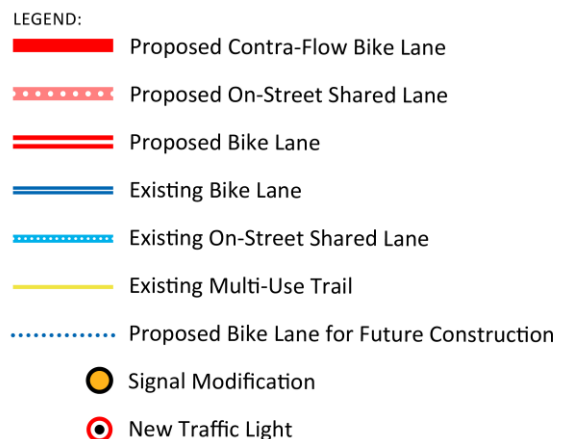 LEGEND:
Proposed Contra-Flow Bike Lane
Proposed On-Street Shared Lane
Proposed Bike Lane
Existing Bike Lane
Existing On-Street Shared Lane
Existing Multi-Use Trail
Proposed Bike Lane for Future Construction
Signal Modification
New Traffic Light